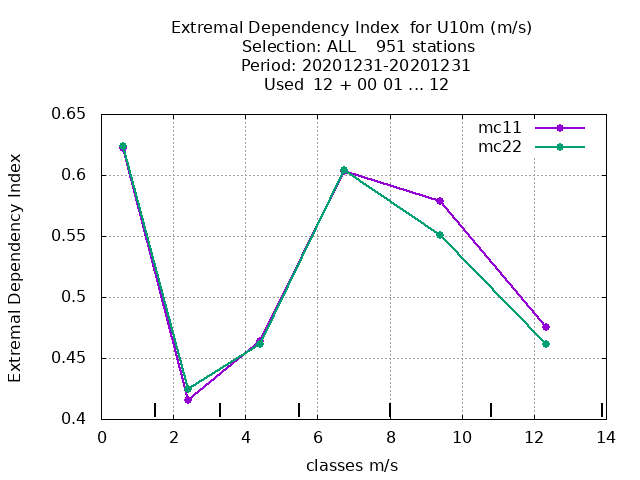 Extremal Dependency Index  for U10m (m/s)
Selection: ALL    951 stations
Period: 20201231-20201231
Used  12 + 00 01 ... 12
mc11
mc22
Extremal Dependency Index
0.65
0.6
0.55
0.5
0.45
0.4
0 2 4 6 8 10 12 14
classes m/s